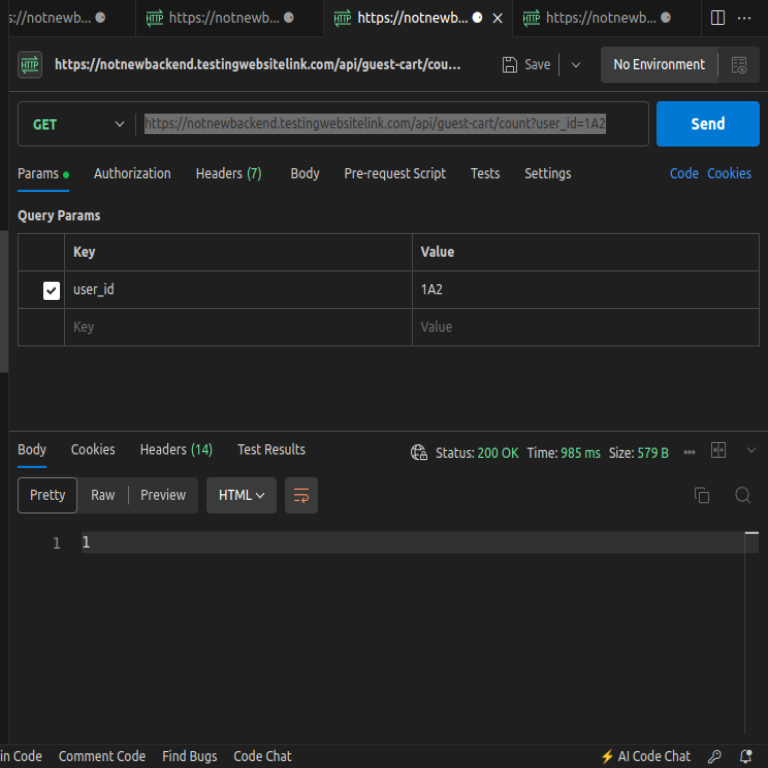 s://notnewb...
HTTP https://notnewb...
HTTP https://notnewb...
HTTP https://notnewb...
HTTP https://notnewbackend.testingwebsitelink.com/api/guest-cart/cou... Save No Environment
GET https://notnewbackend.testingwebsitelink.com/api/guest-cart/count?user_id=1A2 Send
Params Authorization Headers (7) Body Pre-request Script Tests Settings Code Cookies
Query Params
Key Value
user_id 1A2
Key Value
Body Cookies Headers (14) Test Results Status: 200 OK Time: 985 ms Size: 579 B
Pretty Raw Preview HTML
1 1
in Code Comment Code Find Bugs Code Chat AI Code Chat